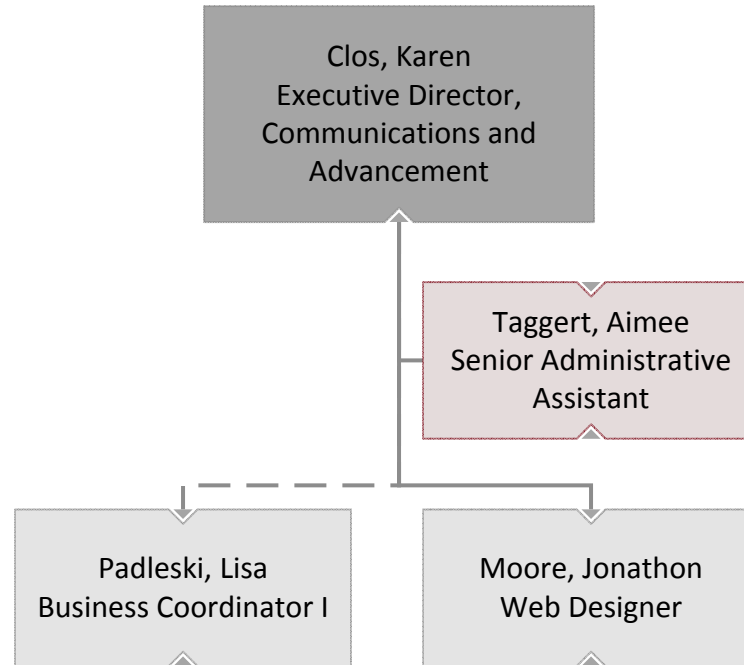 Clos, Karen
Executive Director,
Communications and
Advancement
Taggert, Aimee
Senior Administrative
Assistant
Padleski, Lisa
Business Coordinator I
Moore, Jonathon
Web Designer